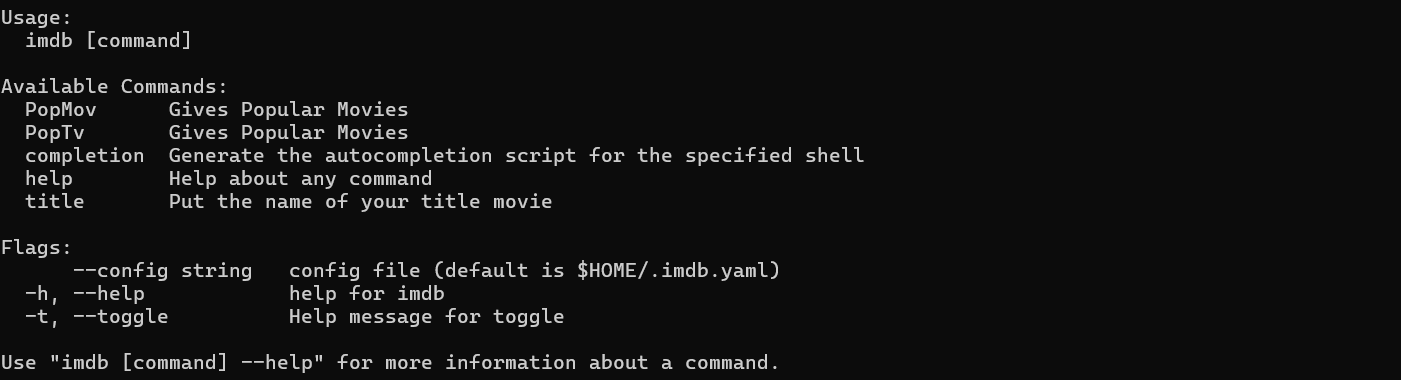 Usage:
  imdb [command]

Available Commands:
  PopMov      Gives Popular Movies
  PopTv       Gives Popular Movies
  completion  Generate the autocompletion script for the specified shell
  help        Help about any command
  title       Put the name of your title movie

Flags:
      --config string   config file (default is $HOME/.imdb.yaml)
  -h, --help            help for imdb
  -t, --toggle          Help message for toggle

Use "imdb [command] --help" for more information about a command.